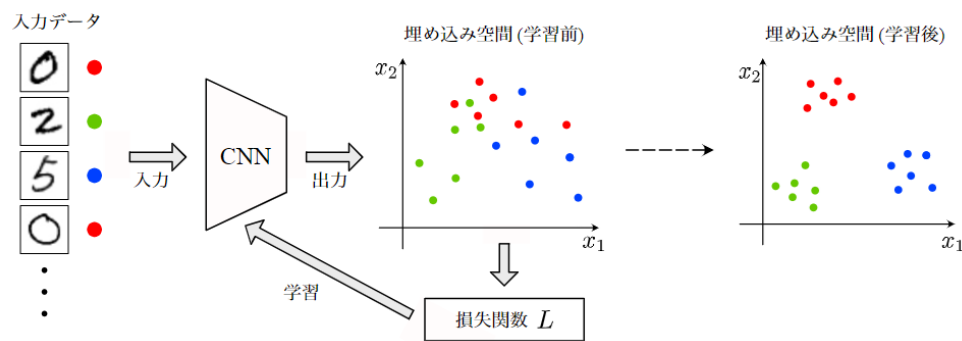 入力データ
0
2
5
0
入力
CNN
出力
埋め込み空間 (学習前)
x₂
x₁
学習
損失関数 L
埋め込み空間 (学習後)
x₂
x₁